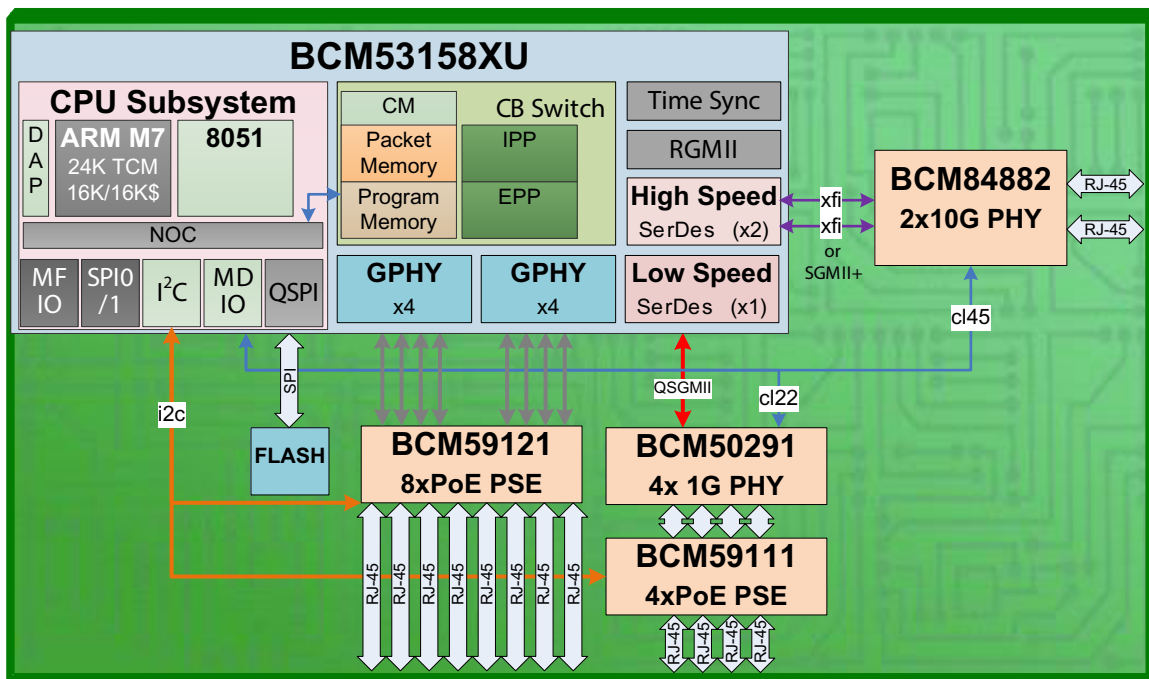 BCM53158XU
CPU Subsystem
D
A
P
ARM M7
24K TCM
16K/16K$
8051
NOC
MF
IO
SPI0
/1
I²C
MD
IO
QSPI
CM
Packet
Memory
Program
Memory
CB Switch
IPP
EPP
GPHY
x4
GPHY
x4
Time Sync
RGMII
High Speed
SerDes (x2)
Low Speed
SerDes (x1)
xfi
xfi
or
SGMII+
BCM84882
2x10G PHY
RJ-45
RJ-45
cl45
cl22
QSGMII
SPI
i2c
FLASH
BCM59121
8xPoE PSE
RJ-45
RJ-45
RJ-45
RJ-45
RJ-45
RJ-45
RJ-45
RJ-45
BCM50291
4x 1G PHY
BCM59111
4xPoE PSE
RJ-45
RJ-45
RJ-45
RJ-45